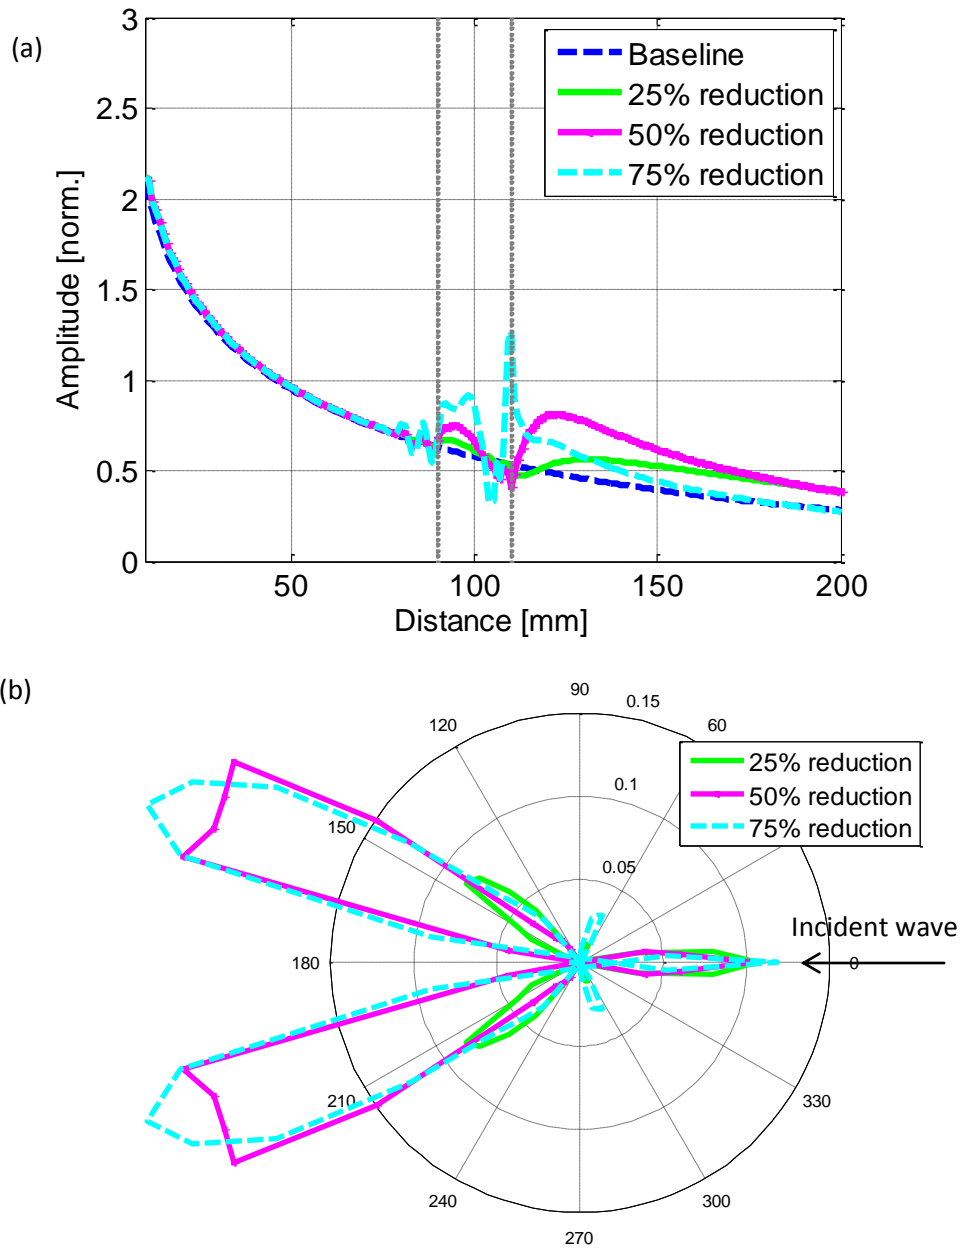 (a)
3
2.5
2
1.5
1
0.5
0
Amplitude [norm.]
Baseline
25% reduction
50% reduction
75% reduction
50
100
150
200
Distance [mm]
(b)
90
0.15
120
60
25% reduction
50% reduction
75% reduction
0.1
150
0.05
Incident wave
180
0
210
330
240
300
270